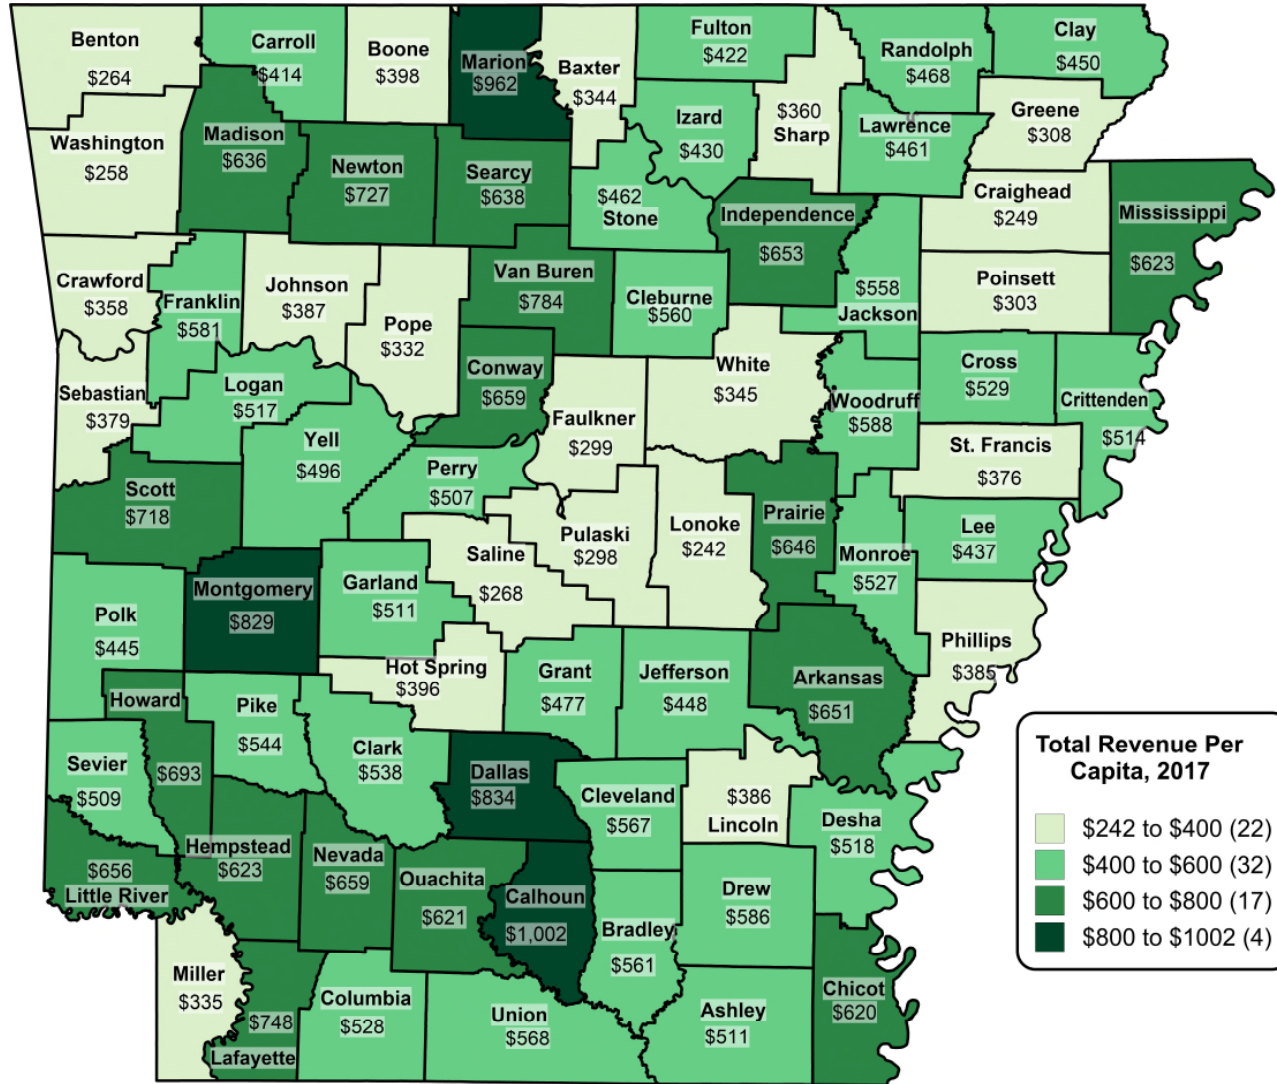 Benton
$264
Carroll
$414
Boone
$398
Marion
$962
Baxter
$344
Fulton
$422
Randolph
$468
Clay
$450
Washington
$258
Madison
$636
Newton
$727
Searcy
$638
$462
Stone
Izard
$430
$360
Sharp
Lawrence
$461
Greene
$308
Craighead
$249
Mississippi
$623
Independence
$653
Crawford
$358
Franklin
$581
Johnson
$387
Pope
$332
Van Buren
$784
Cleburne
$560
$558
Jackson
Poinsett
$303
Conway
$659
White
$345
Cross
$529
Crittenden
$514
Sebastian
$379
Logan
$517
Faulkner
$299
Woodruff
$588
St. Francis
$376
Yell
$496
Perry
$507
Scott
$718
Pulaski
$298
Lonoke
$242
Prairie
$646
Monroe
$527
Lee
$437
Saline
$268
Montgomery
$829
Garland
$511
Polk
$445
Phillips
$385
Hot Spring
$396
Grant
$477
Jefferson
$448
Arkansas
$651
Howard
$693
Pike
$544
Clark
$538
Sevier
$509
Dallas
$834
Cleveland
$567
$386
Lincoln
Desha
$518
$656
Little River
Hempstead
$623
Nevada
$659
Ouachita
$621
Calhoun
$1,002
Bradley
$561
Drew
$586
Miller
$335
$748
Lafayette
Columbia
$528
Union
$568
Ashley
$511
Chicot
$620
Total Revenue Per
Capita, 2017
$242 to $400 (22)
$400 to $600 (32)
$600 to $800 (17)
$800 to $1002 (4)